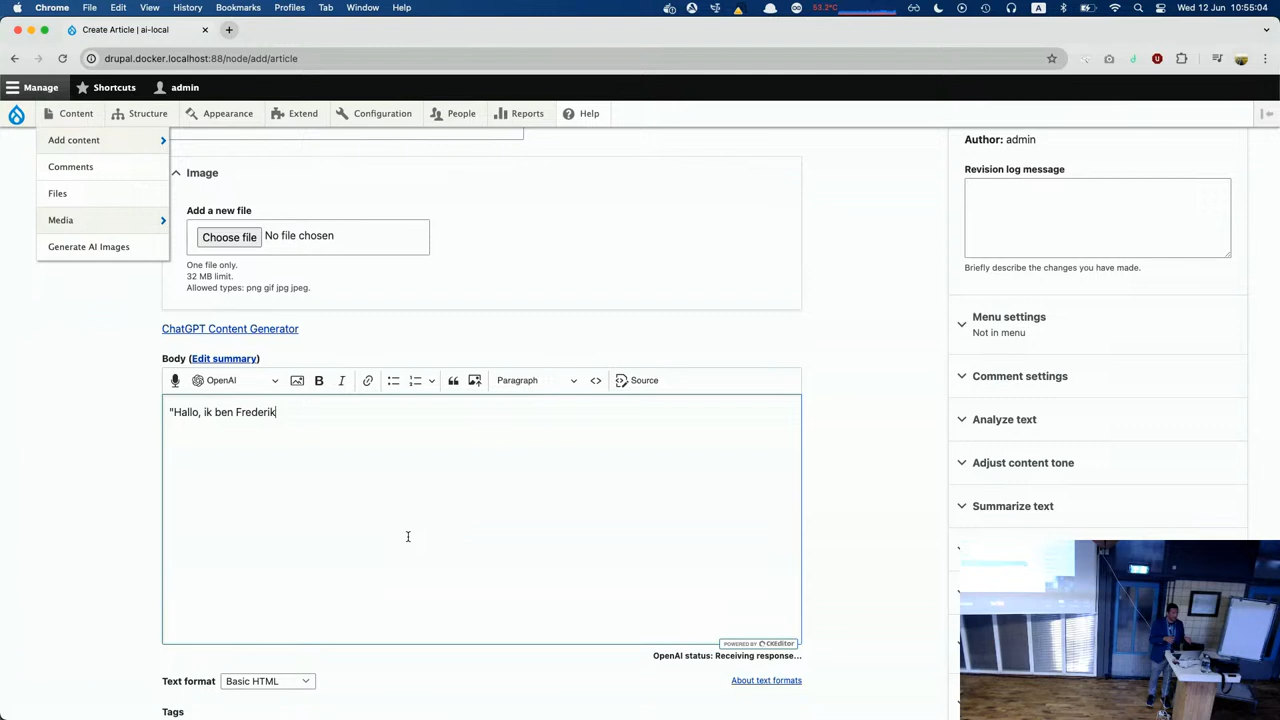 Chrome File Edit View History Bookmarks Profiles Tab Window Help 53.2°C A Wed 12 Jun 10:55:04
Create Article | ai-local
drupal.docker.localhost:88/node/add/article
Manage Shortcuts admin
Content Structure Appearance Extend Configuration People Reports Help
Add content
Comments
Files
Media
Generate AI Images
Image
Add a new file
Choose file No file chosen
One file only.
32 MB limit.
Allowed types: png gif jpg jpeg.
ChatGPT Content Generator
Body (Edit summary)
OpenAI B I Paragraph Source
"Hallo, ik ben Frederik
POWERED BY CKEditor
OpenAI status: Receiving response...
Text format Basic HTML About text formats
Tags
Author: admin
Revision log message
Briefly describe the changes you have made.
Menu settings
Not in menu
Comment settings
Analyze text
Adjust content tone
Summarize text